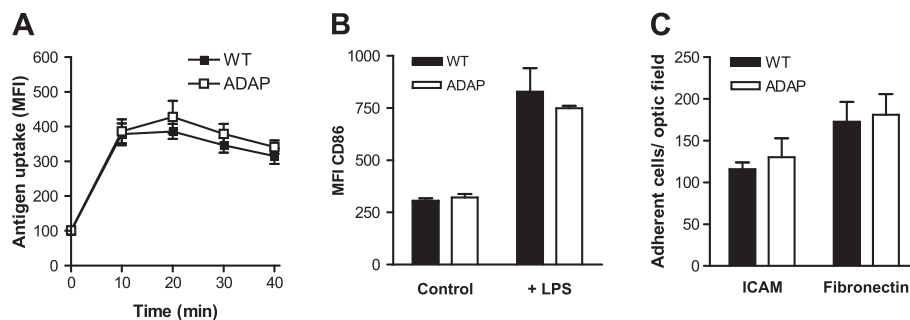 A
Antigen uptake (MFI)
600
500
400
300
200
100
0
0 10 20 30 40
Time (min)
WT
ADAP
B
MFI CD86
1000
750
500
250
0
Control + LPS
WT
ADAP
C
Adherent cells/ optic field
250
200
150
100
50
0
ICAM Fibronectin
WT
ADAP